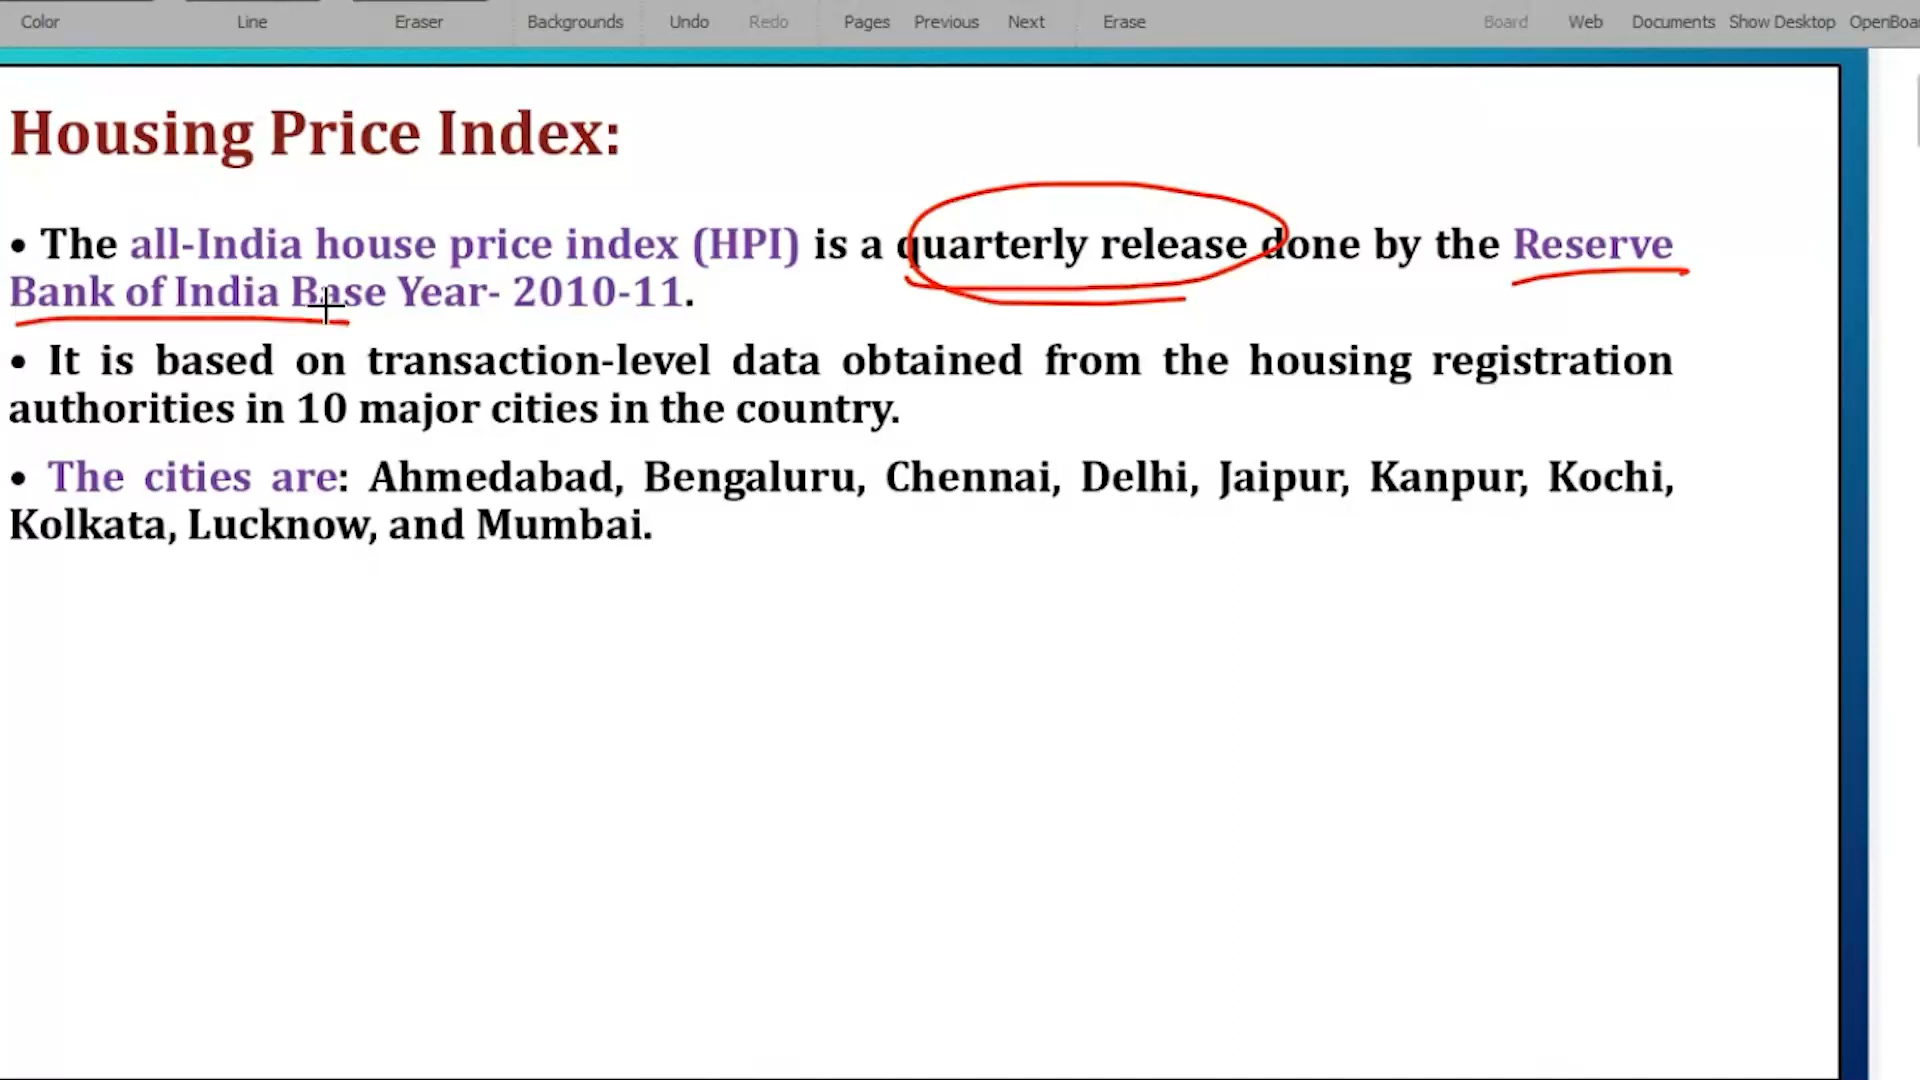 Color Line Eraser Backgrounds Undo Redo Pages Previous Next Erase Board Web Documents Show Desktop
Housing Price Index:
• The all-India house price index (HPI) is a quarterly release done by the Reserve
Bank of India Base Year- 2010-11.
• It is based on transaction-level data obtained from the housing registration
authorities in 10 major cities in the country.
• The cities are: Ahmedabad, Bengaluru, Chennai, Delhi, Jaipur, Kanpur, Kochi,
Kolkata, Lucknow, and Mumbai.